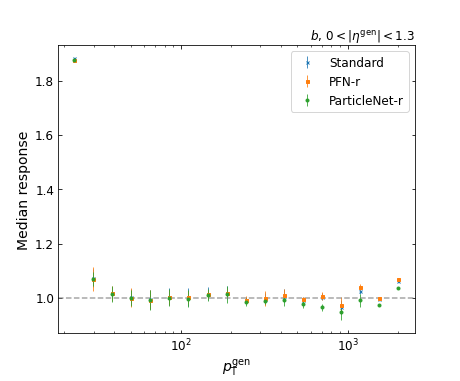 b, 0 < |η^gen| < 1.3
Standard
PFN-r
ParticleNet-r
Median response
1.8
1.6
1.4
1.2
1.0
10^2
10^3
p_T^gen